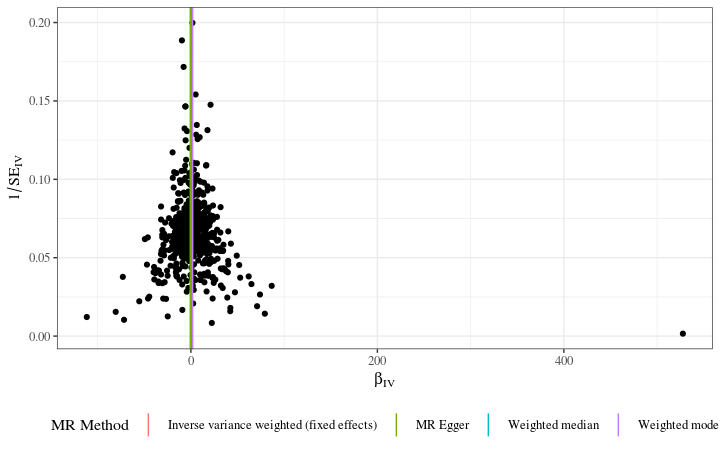 0.20
0.15
0.10
0.05
0.00
1/SE_IV
0
200
400
β_IV
MR Method
Inverse variance weighted (fixed effects)
MR Egger
Weighted median
Weighted mode